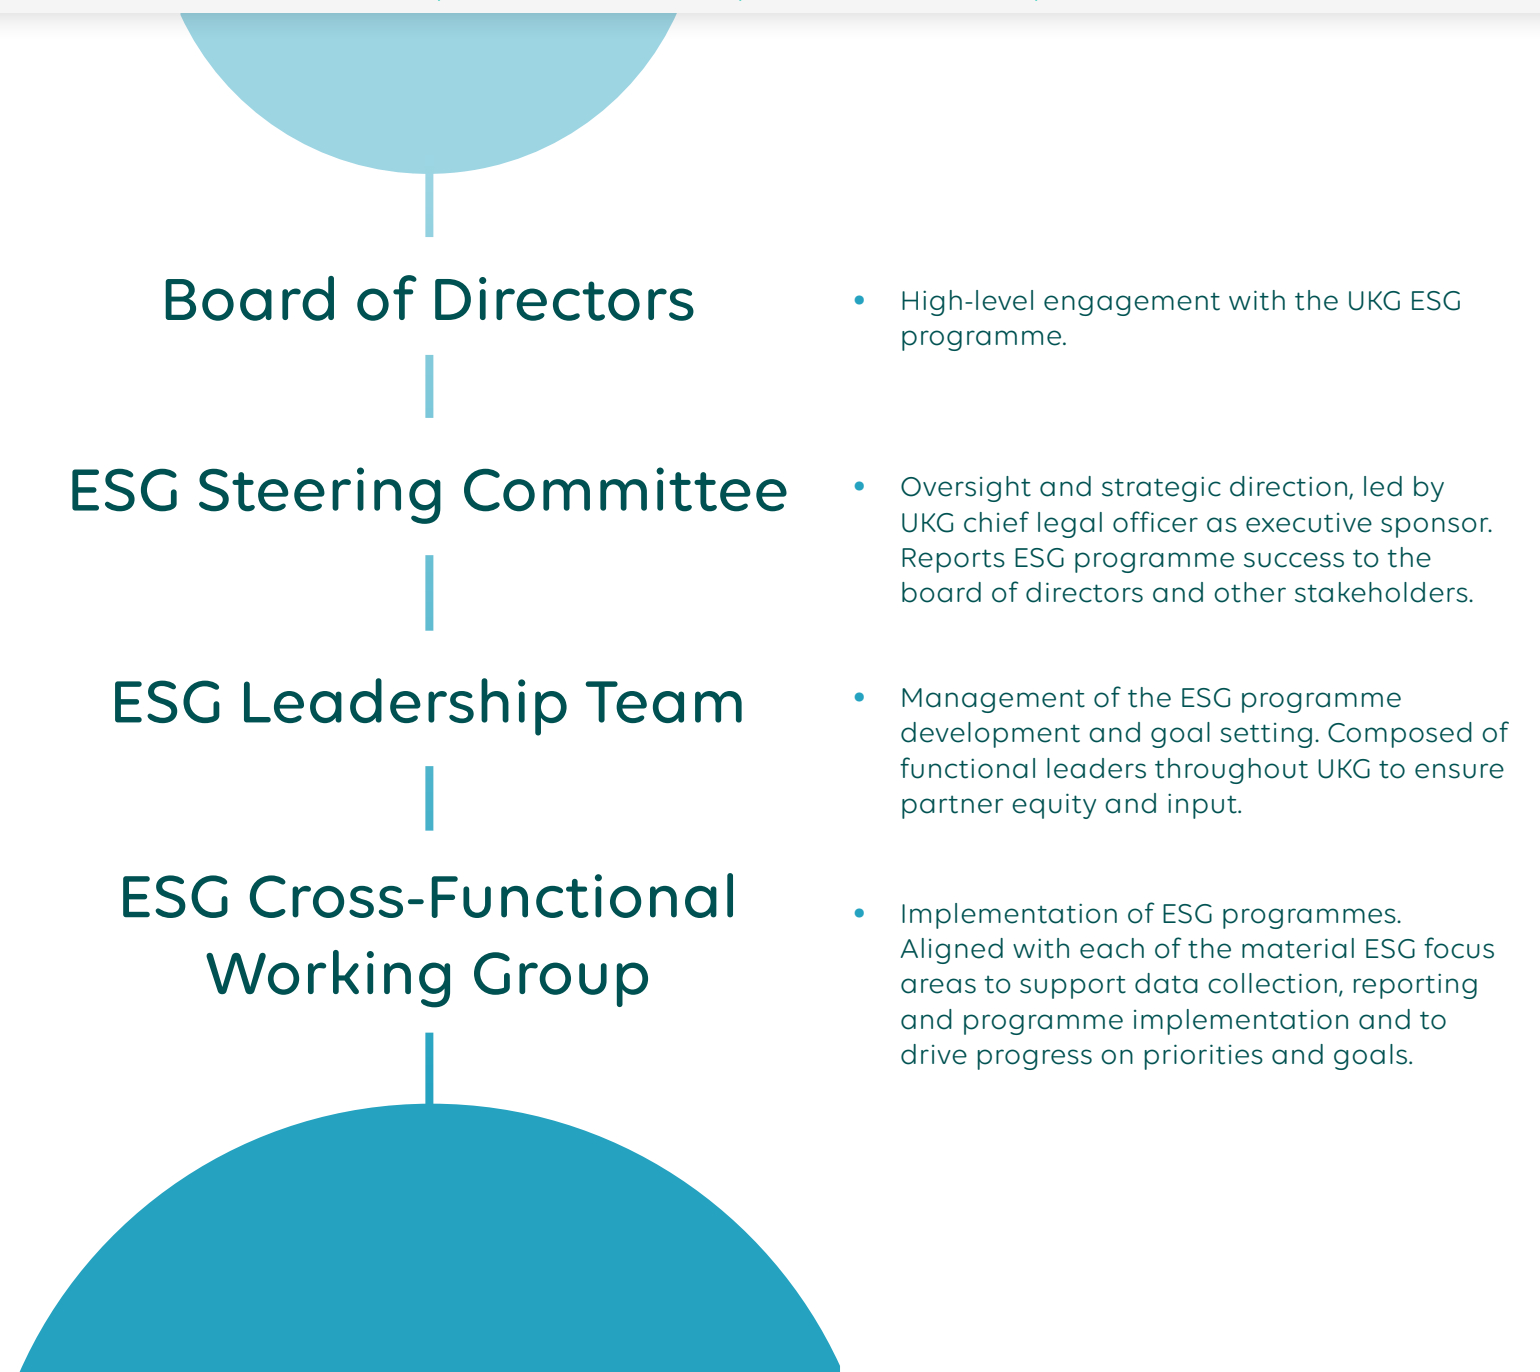 Board of Directors
• High-level engagement with the UKG ESG
programme.
ESG Steering Committee
• Oversight and strategic direction, led by
UKG chief legal officer as executive sponsor.
Reports ESG programme success to the
board of directors and other stakeholders.
ESG Leadership Team
• Management of the ESG programme
development and goal setting. Composed of
functional leaders throughout UKG to ensure
partner equity and input.
ESG Cross-Functional
Working Group
• Implementation of ESG programmes.
Aligned with each of the material ESG focus
areas to support data collection, reporting
and programme implementation and to
drive progress on priorities and goals.